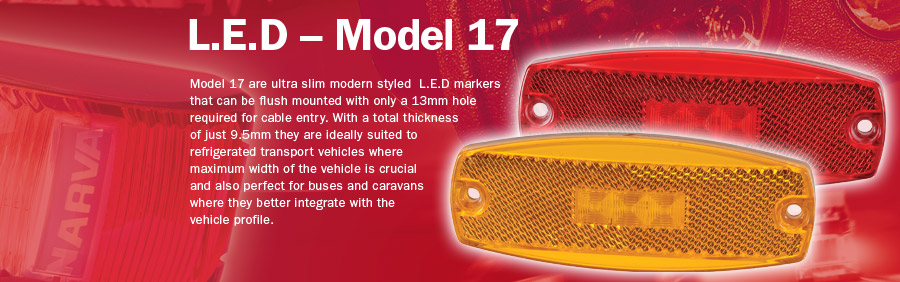 L.E.D – Model 17
Model 17 are ultra slim modern styled L.E.D markers
that can be flush mounted with only a 13mm hole
required for cable entry. With a total thickness
of just 9.5mm they are ideally suited to
refrigerated transport vehicles where
maximum width of the vehicle is crucial
and also perfect for buses and caravans
where they better integrate with the
vehicle profile.
NARVA